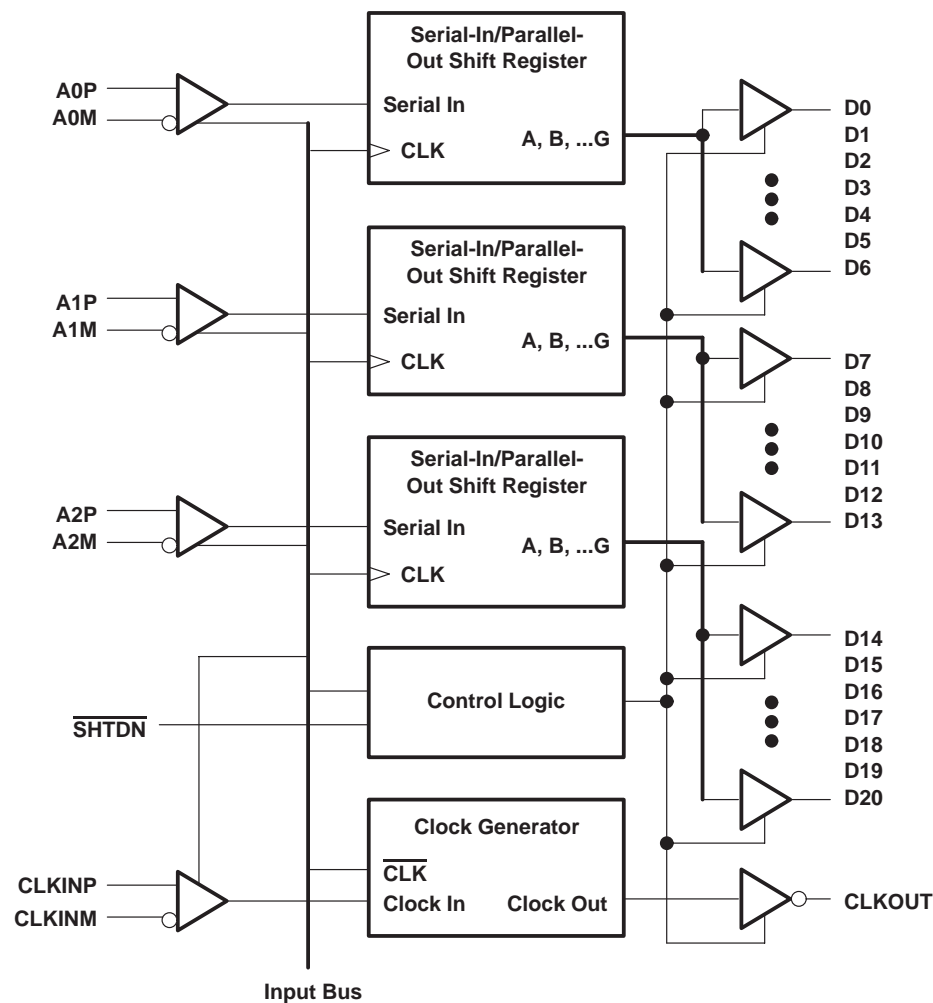 Serial-In/Parallel-
Out Shift Register
A0P
A0M
Serial In
CLK
A, B, ...G
D0
D1
D2
D3
D4
D5
D6
Serial-In/Parallel-
Out Shift Register
A1P
A1M
Serial In
CLK
A, B, ...G
D7
D8
D9
D10
D11
D12
D13
Serial-In/Parallel-
Out Shift Register
A2P
A2M
Serial In
CLK
A, B, ...G
D14
D15
D16
D17
D18
D19
D20
Control Logic
S̅H̅T̅D̅N̅
Clock Generator
C̅L̅K̅
CLKINP
CLKINM
Clock In
Clock Out
CLKOUT
Input Bus